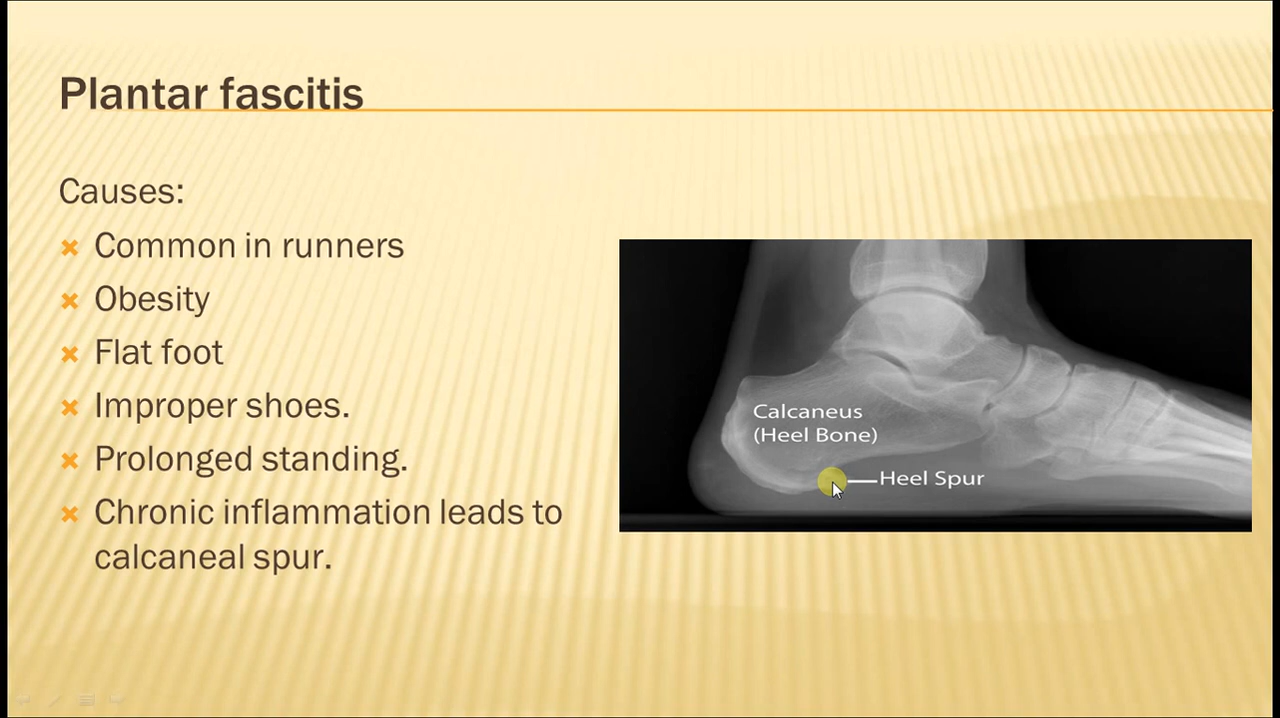 Plantar fascitis
Causes:
Common in runners
Obesity
Flat foot
Improper shoes.
Prolonged standing.
Chronic inflammation leads to
calcaneal spur.
Calcaneus
(Heel Bone)
Heel Spur